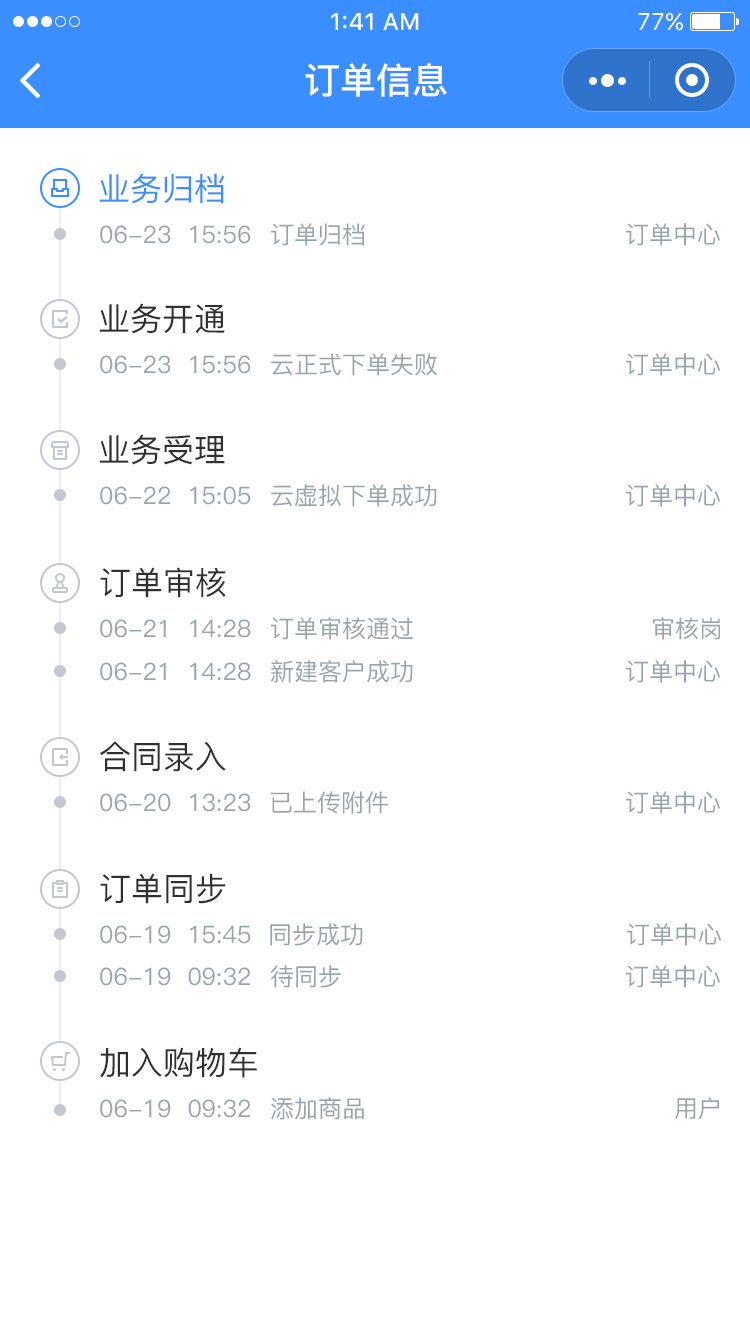 1:41 AM 77%
订单信息
业务归档
06-23 15:56 订单归档 订单中心
业务开通
06-23 15:56 云正式下单失败 订单中心
业务受理
06-22 15:05 云虚拟下单成功 订单中心
订单审核
06-21 14:28 订单审核通过 审核岗
06-21 14:28 新建客户成功 订单中心
合同录入
06-20 13:23 已上传附件 订单中心
订单同步
06-19 15:45 同步成功 订单中心
06-19 09:32 待同步 订单中心
加入购物车
06-19 09:32 添加商品 用户